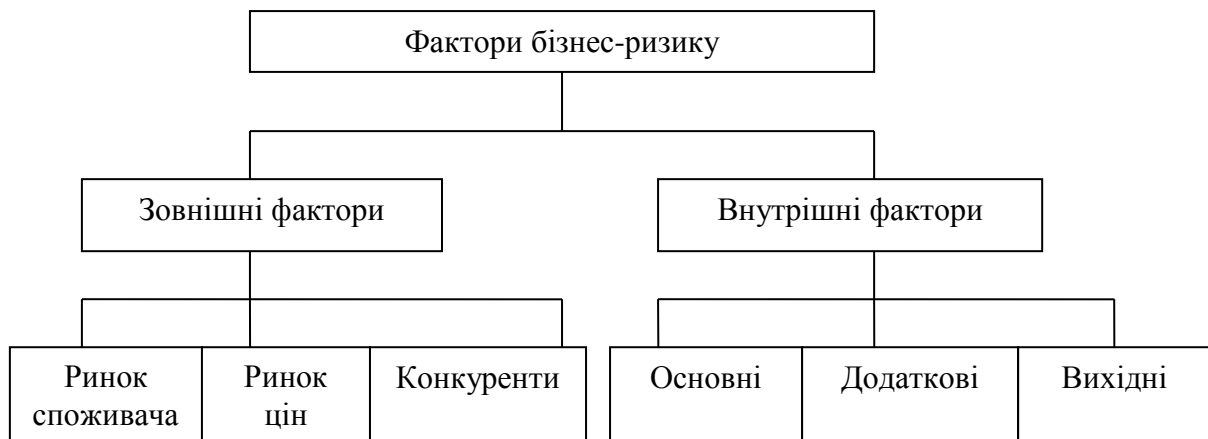 Фактори бізнес-ризику
Зовнішні фактори
Внутрішні фактори
Ринок
споживача
Ринок
цін
Конкуренти
Основні
Додаткові
Вихідні